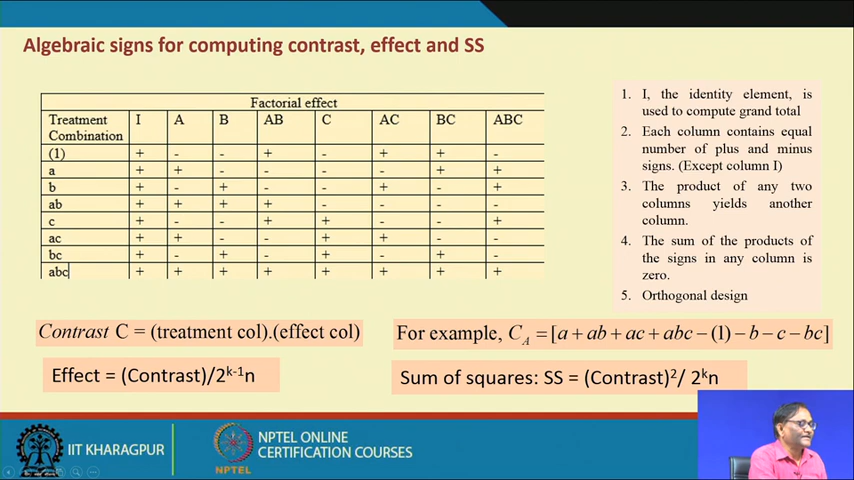 Algebraic signs for computing contrast, effect and SS
Factorial effect
Treatment Combination I A B AB C AC BC ABC
(1) + - - + - + + -
a + + - - - - + +
b + - + - - + - +
ab + + + + - - - -
c + - - + + - - +
ac + + - - + + - -
bc + - + - + - + -
abc + + + + + + + +
1. I, the identity element, is
used to compute grand total
2. Each column contains equal
number of plus and minus
signs. (Except column I)
3. The product of any two
columns yields another
column.
4. The sum of the products of
the signs in any column is
zero.
5. Orthogonal design
Contrast C = (treatment col).(effect col)
For example, C_A = [a + ab + ac + abc − (1) − b − c − bc]
Effect = (Contrast)/2^{k-1}n
Sum of squares: SS = (Contrast)^2/ 2^kn
IIT KHARAGPUR
NPTEL
NPTEL ONLINE
CERTIFICATION COURSES